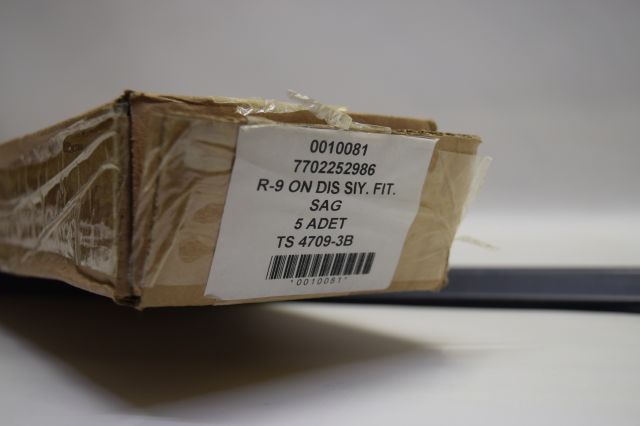 0010081
7702252986
R-9 ON DIS SIY. FIT.
SAG
5 ADET
TS 4709-3B
*0010081*